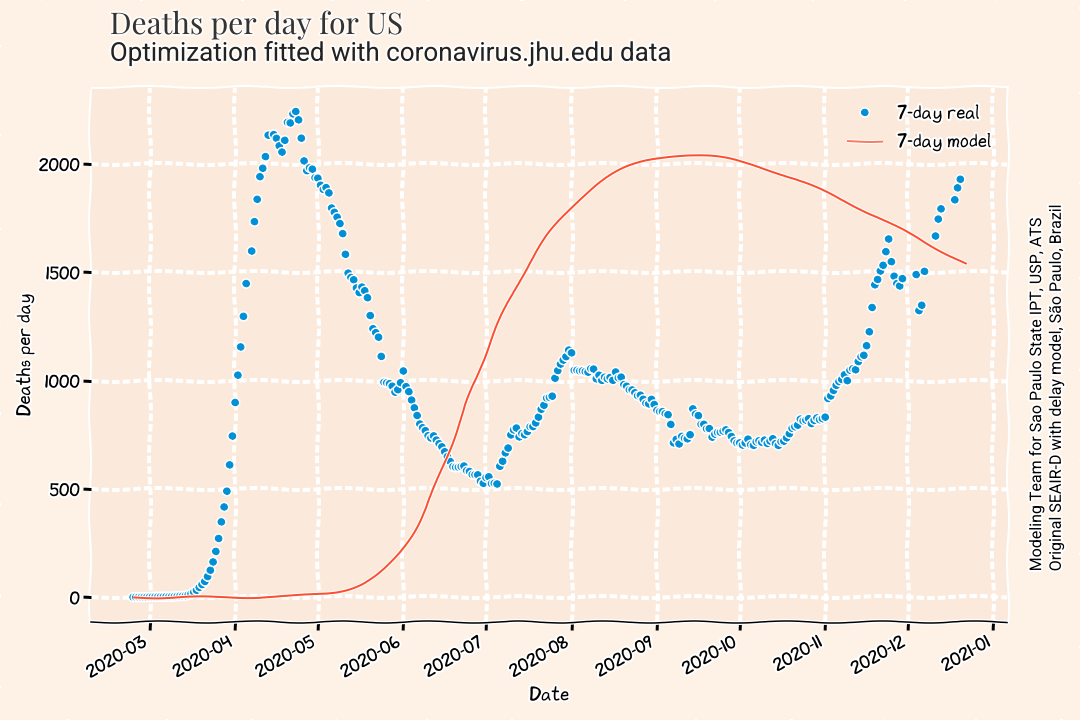 Deaths per day for US
Optimization fitted with coronavirus.jhu.edu data
7-day real
7-day model
2000
1500
1000
500
0
Deaths per day
2020-03
2020-04
2020-05
2020-06
2020-07
2020-08
2020-09
2020-10
2020-11
2020-12
2021-01
Date
Modeling Team for Sao Paulo State IPT, USP, ATS
Original SEAIR-D with delay model, São Paulo, Brazil